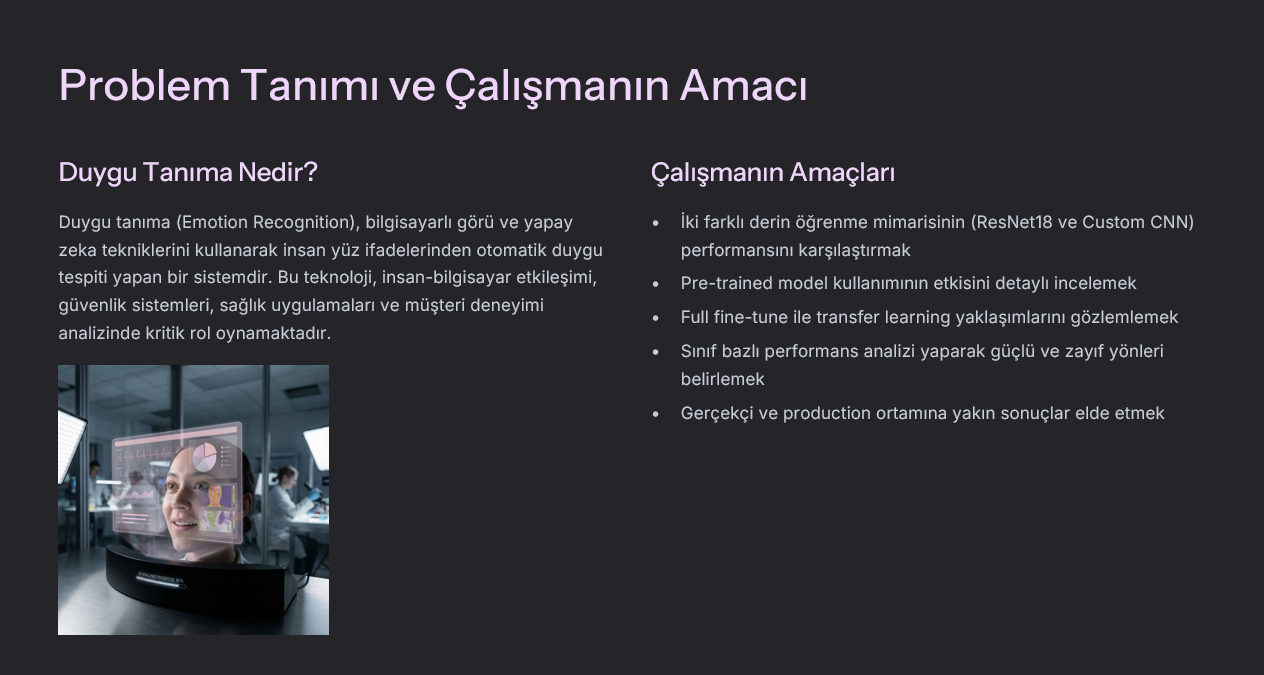 Problem Tanımı ve Çalışmanın Amacı
Duygu Tanıma Nedir?
Duygu tanıma (Emotion Recognition), bilgisayarlı görü ve yapay
zeka tekniklerini kullanarak insan yüz ifadelerinden otomatik duygu
tespiti yapan bir sistemdir. Bu teknoloji, insan-bilgisayar etkileşimi,
güvenlik sistemleri, sağlık uygulamaları ve müşteri deneyimi
analizinde kritik rol oynamaktadır.
Çalışmanın Amaçları
• İki farklı derin öğrenme mimarisinin (ResNet18 ve Custom CNN)
performansını karşılaştırmak
• Pre-trained model kullanımının etkisini detaylı incelemek
• Full fine-tune ile transfer learning yaklaşımlarını gözlemlemek
• Sınıf bazlı performans analizi yaparak güçlü ve zayıf yönleri
belirlemek
• Gerçekçi ve production ortamına yakın sonuçlar elde etmek